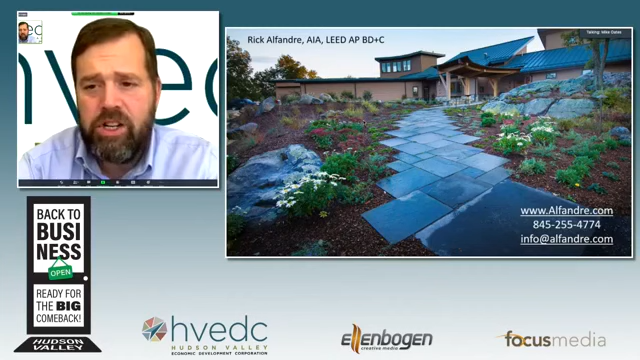 hvedc
Rick Alfandre, AIA, LEED AP BD+C
Talking: Mike Oates
www.Alfandre.com
845-255-4774
info@alfandre.com
BACK TO
BUSI
NESS
OPEN
READY FOR
THE BIG
COMEBACK!
HUDSON
VALLEY
hvedc
HUDSON VALLEY
ECONOMIC DEVELOPMENT CORPORATION
Ellenbogen
creative media
focusmedia